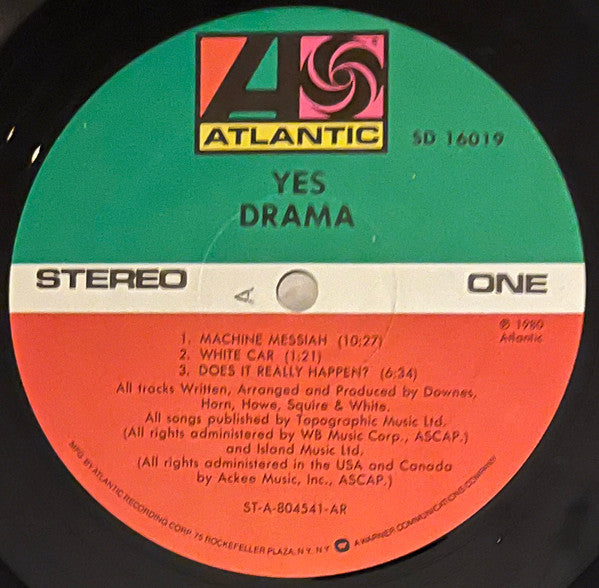 ATLANTIC
SD 16019
YES
DRAMA
STEREO
A
ONE
℗ 1980
Atlantic
1. MACHINE MESSIAH (10:27)
2. WHITE CAR (1:21)
3. DOES IT REALLY HAPPEN? (6:34)
All tracks Written, Arranged and Produced by Downes,
Horn, Howe, Squire & White.
All songs published by Topographic Music Ltd.
(All rights administered by WB Music Corp., ASCAP.)
and Island Music Ltd.
(All rights administered in the USA and Canada
by Ackee Music, Inc., ASCAP.)
ST-A-804541-AR
MFG. BY ATLANTIC RECORDING CORP. 75 ROCKEFELLER PLAZA, N.Y. N.Y. A WARNER COMMUNICATIONS COMPANY